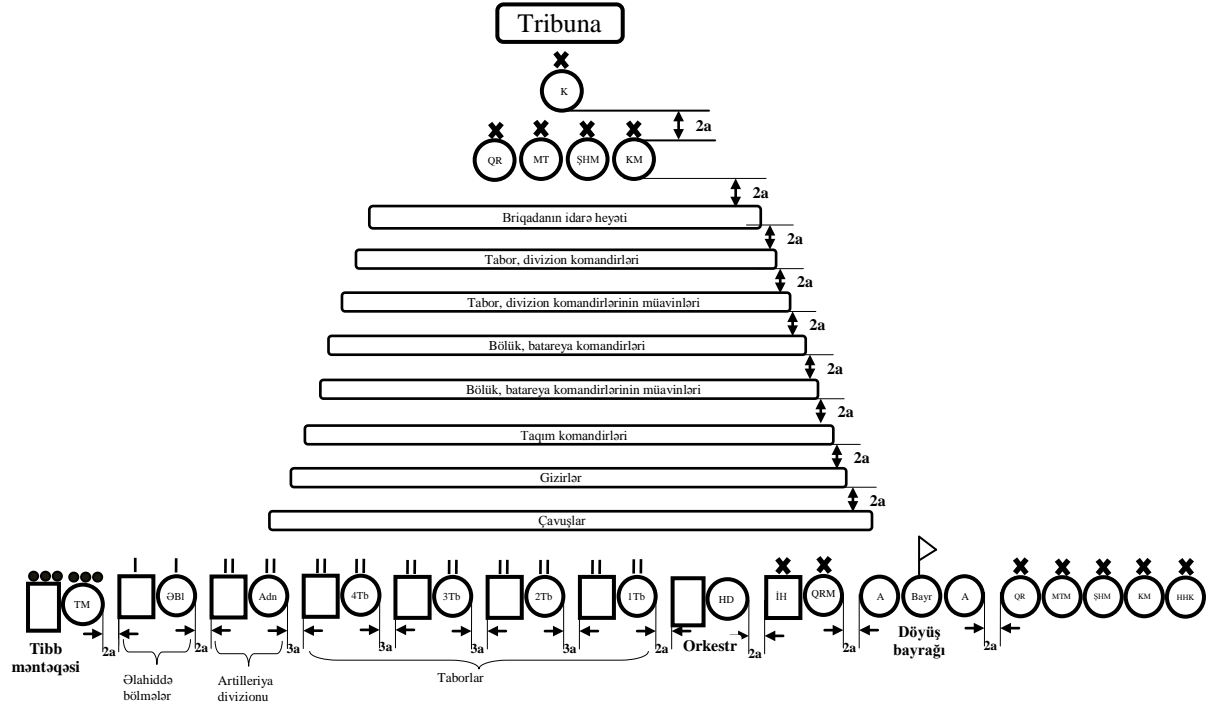 Tribuna
K
2a
QR MT ŞHM KM
2a
Briqadanın idarə heyəti
2a
Tabor, divizion komandirləri
2a
Tabor, divizion komandirlərinin müavinləri
2a
Bölük, batareya komandirləri
2a
Bölük, batareya komandirlərinin müavinləri
2a
Taqım komandirləri
2a
Gizirlər
2a
Çavuşlar
TM ƏBl Adn 4Tb 3Tb 2Tb 1Tb HD İH QRM A Bayr A QR MTM ŞHM KM HHK
2a 2a 3a 3a 3a 3a 2a 2a 2a 2a
Tibb
məntəqəsi
Əlahiddə
bölmələr
Artilleriya
divizionu
Taborlar
Orkestr
Döyüş
bayrağı